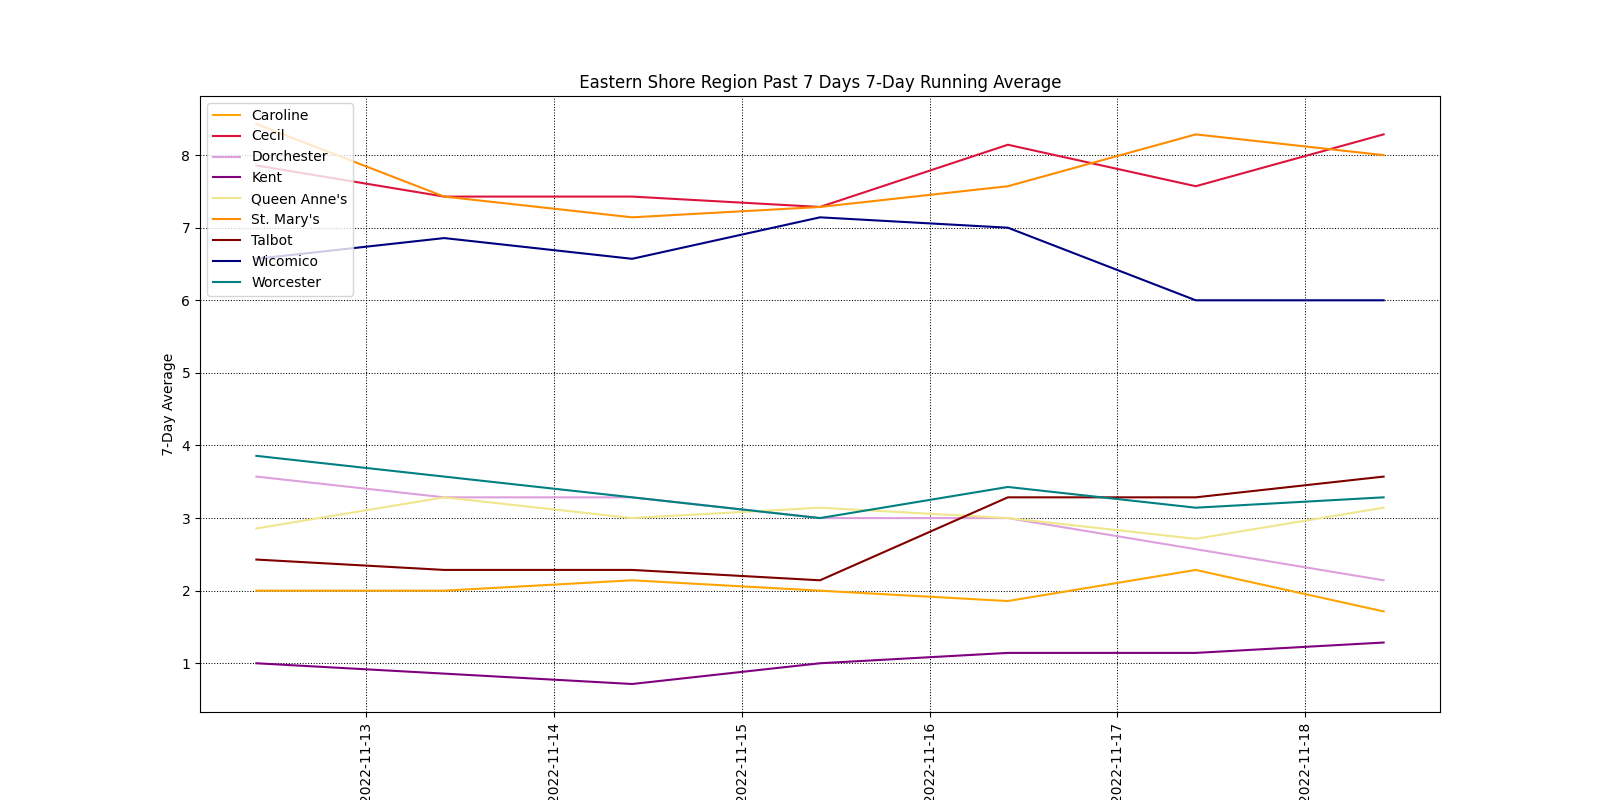 Eastern Shore Region Past 7 Days 7-Day Running Average
Caroline
Cecil
Dorchester
Kent
Queen Anne's
St. Mary's
Talbot
Wicomico
Worcester
8
7
6
5
4
3
2
1
7-Day Average
2022-11-13
2022-11-14
2022-11-15
2022-11-16
2022-11-17
2022-11-18